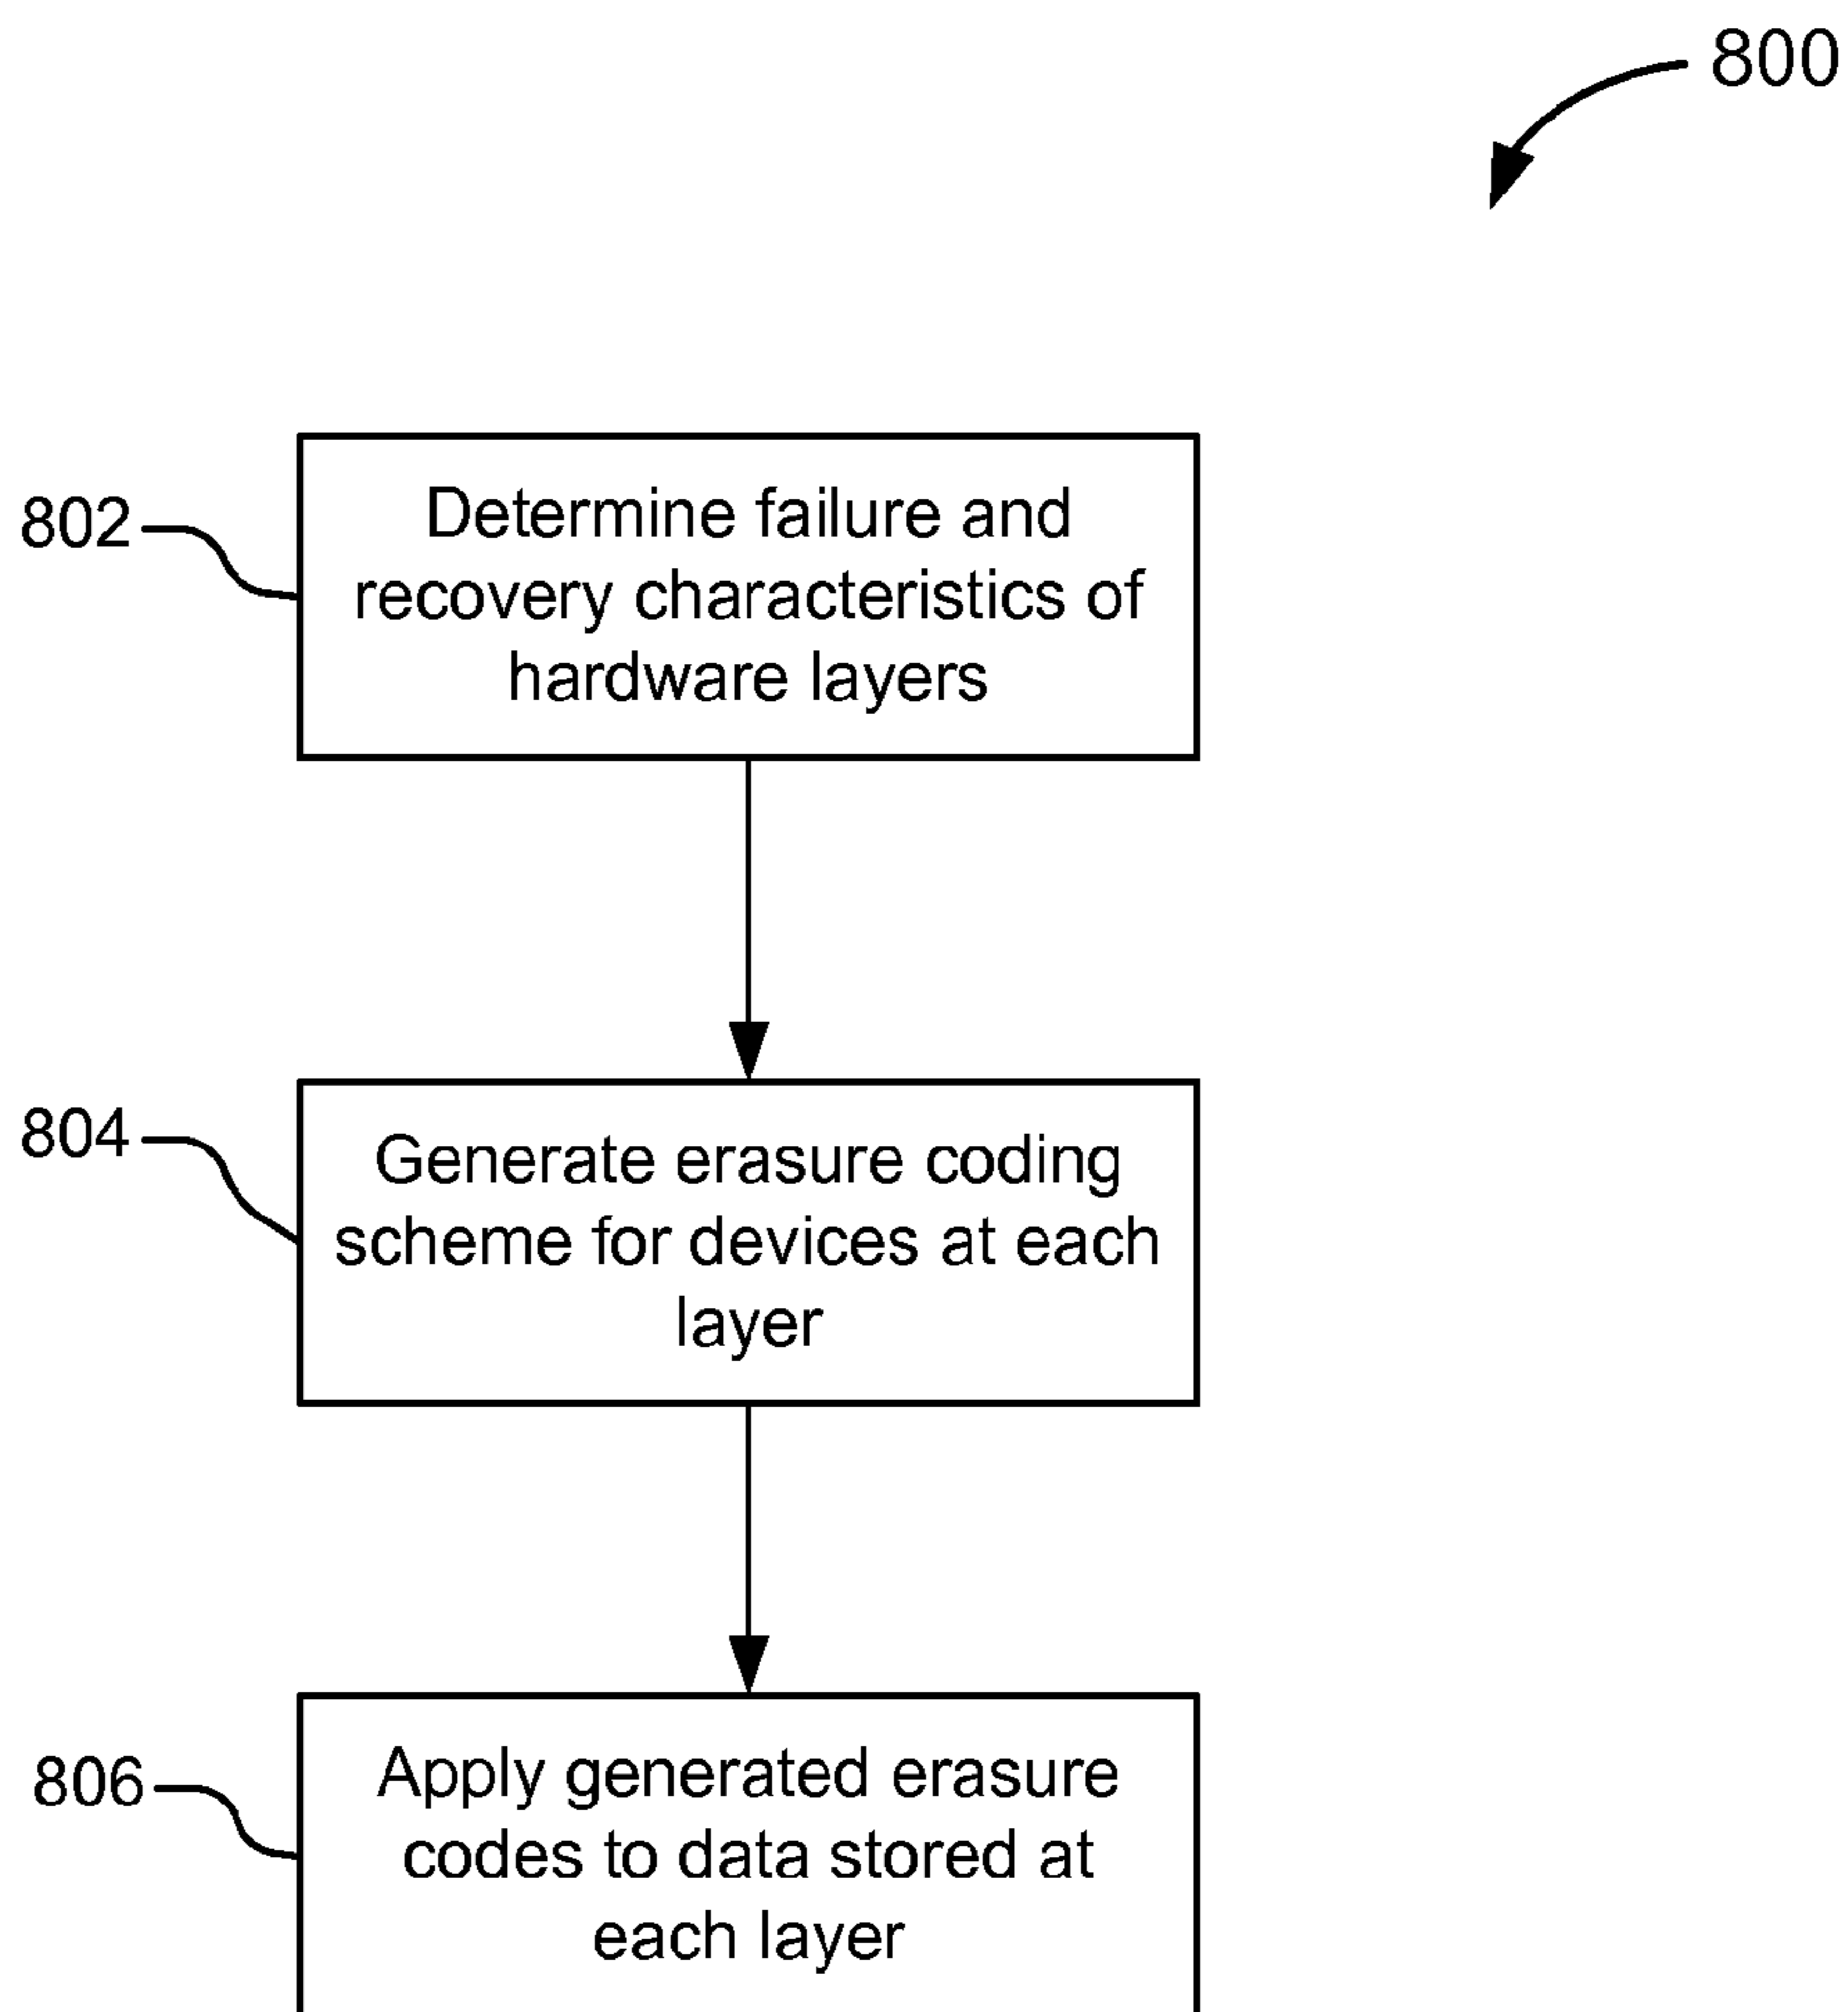 800
802
Determine failure and
recovery characteristics of
hardware layers
804
Generate erasure coding
scheme for devices at each
layer
806
Apply generated erasure
codes to data stored at
each layer